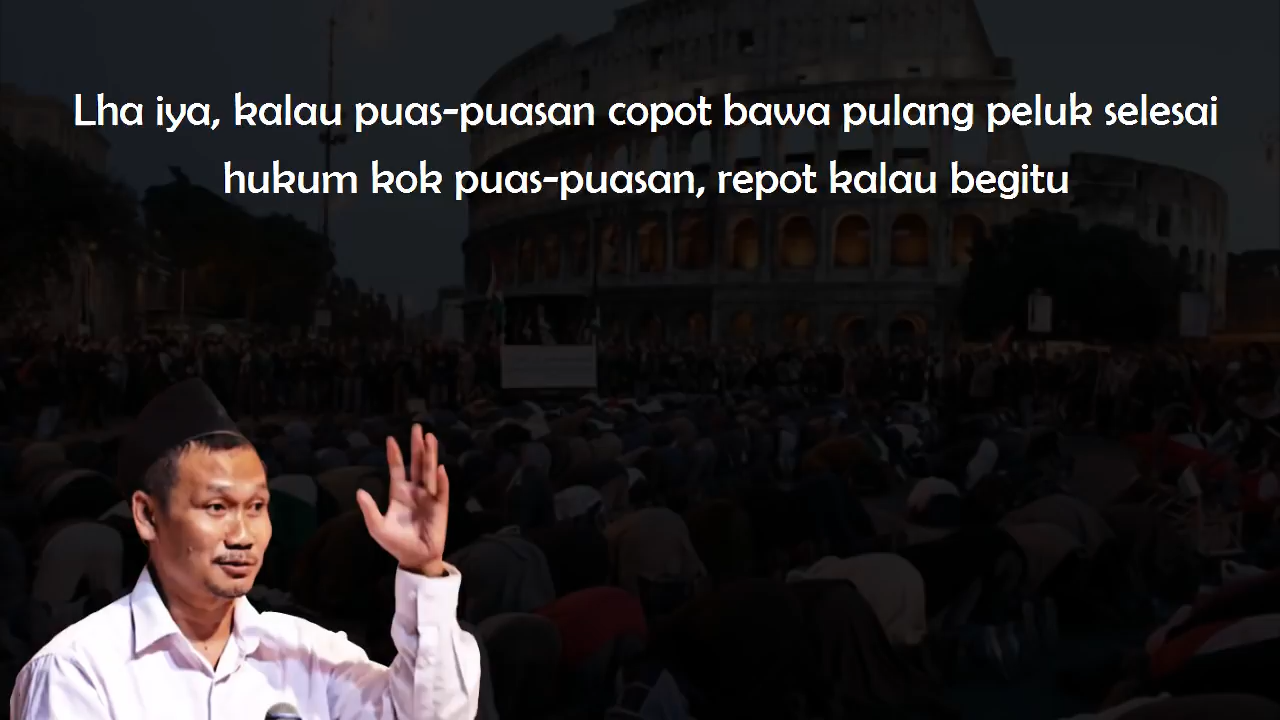 Lha iya, kalau puas-puasan copot bawa pulang peluk selesai
hukum kok puas-puasan, repot kalau begitu